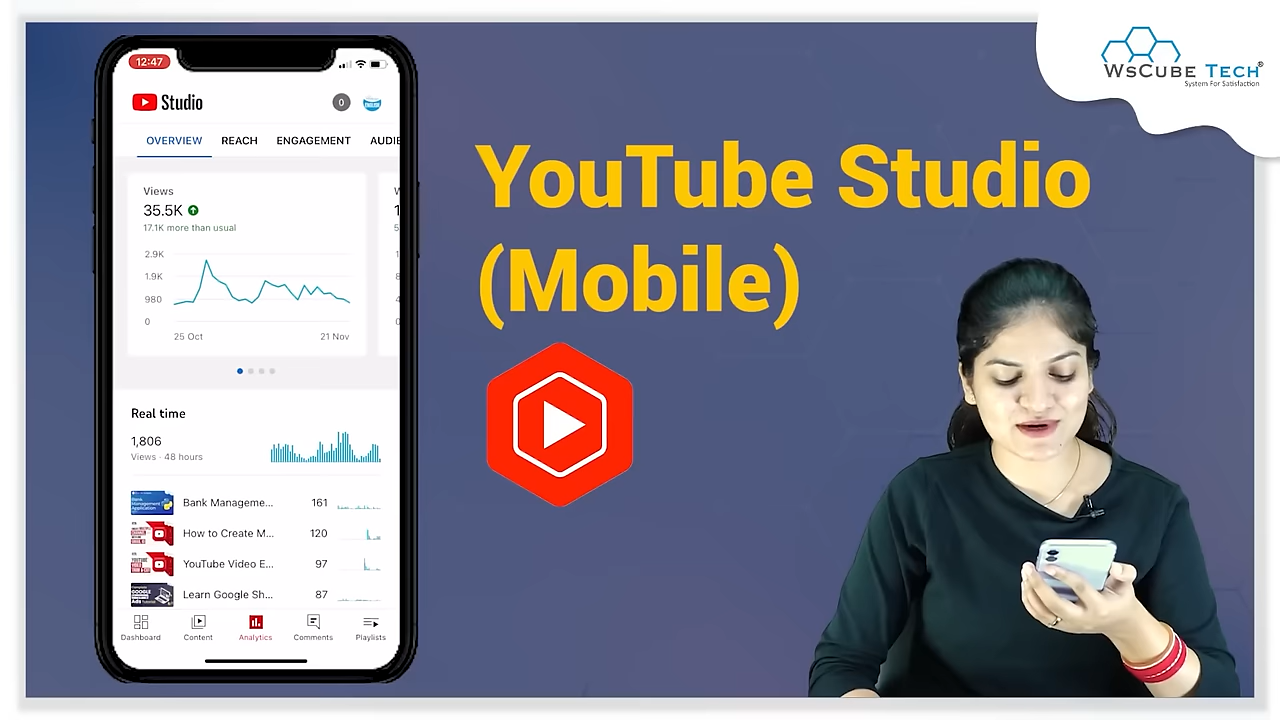 12:47
Studio
0
OVERVIEW REACH ENGAGEMENT AUDIE
Views
35.5K
17.1K more than usual
2.9K
1.9K
980
0
25 Oct 21 Nov
Real time
1,806
Views · 48 hours
Bank Manageme... 161
How to Create M... 120
YouTube Video E... 97
Learn Google Sh... 87
Dashboard Content Analytics Comments Playlists
YouTube Studio
(Mobile)
WsCube Tech®
System For Satisfaction